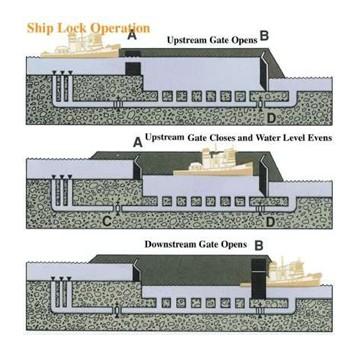 Ship Lock Operation
A
B
Upstream Gate Opens
D
A
Upstream Gate Closes and Water Level Evens
C
D
Downstream Gate Opens
B